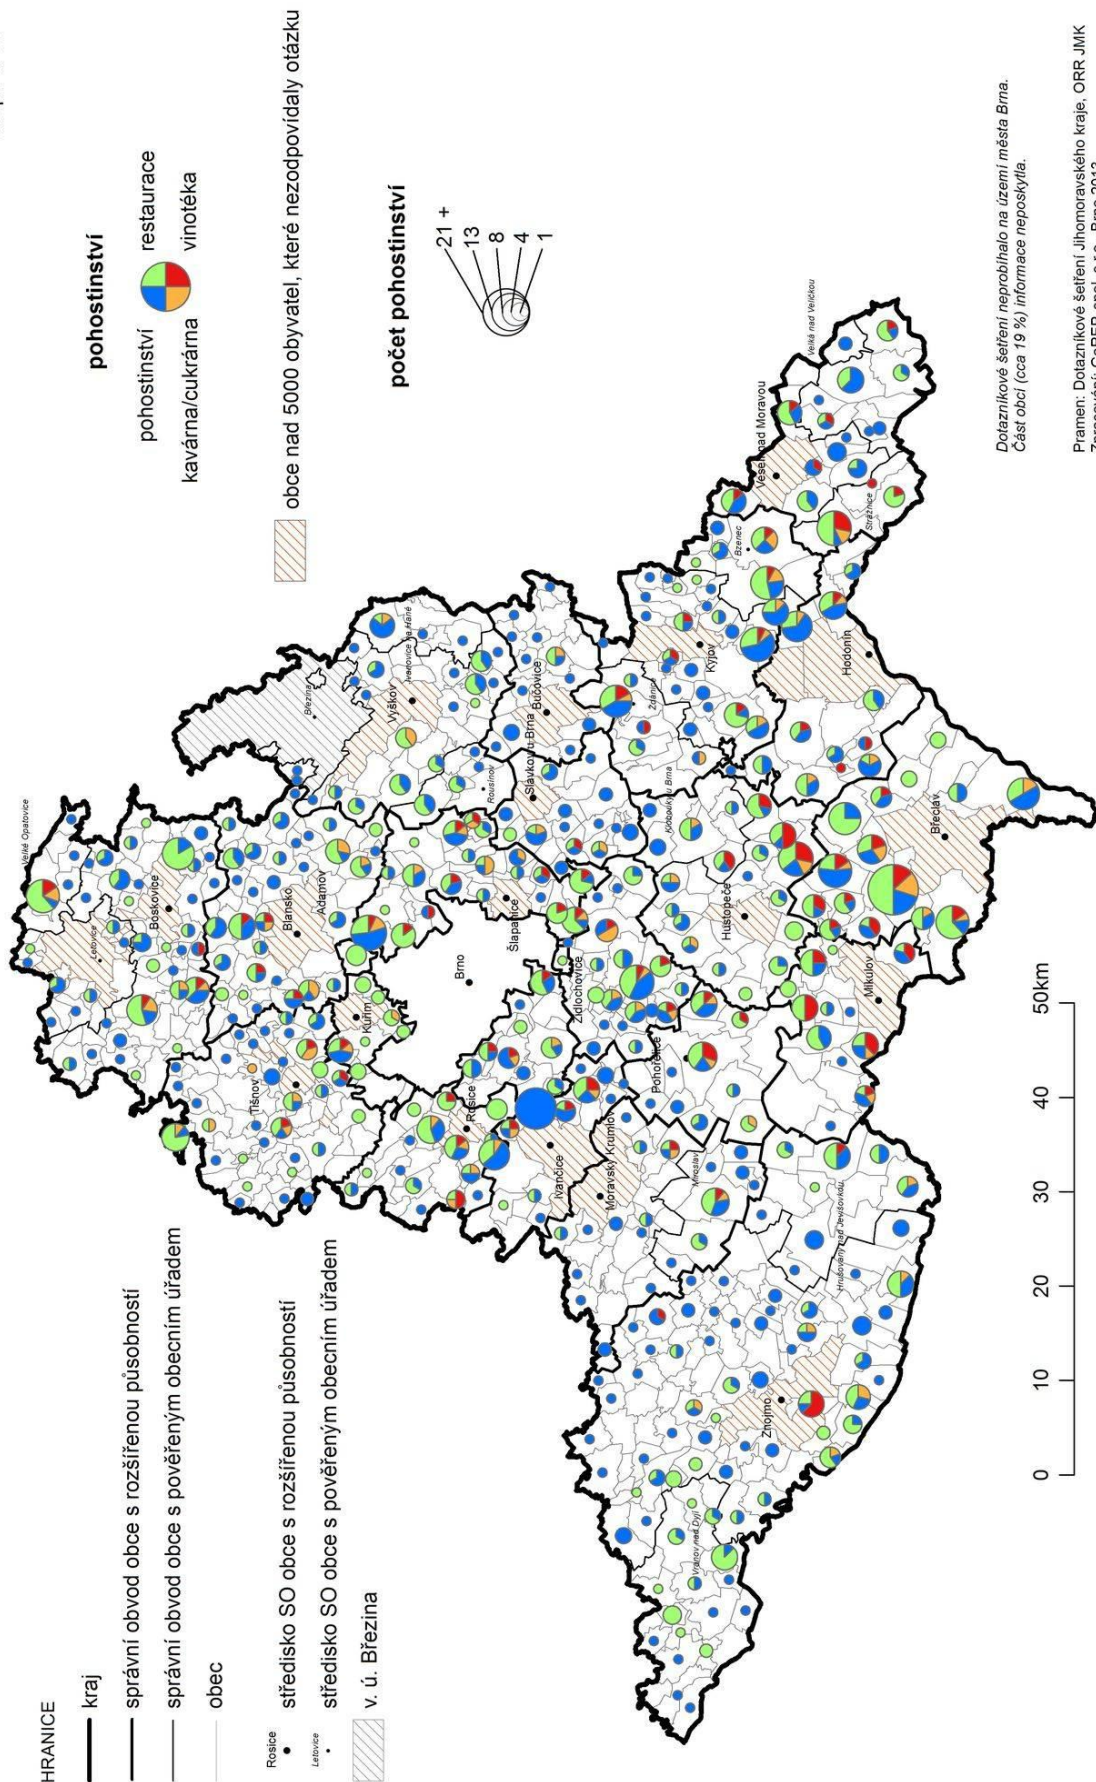 HRANICE
kraj
správní obvod obce s rozšířenou působností
správní obvod obce s pověřeným obecním úřadem
obec
Rosice
středisko SO obce s rozšířenou působností
Letovice
středisko SO obce s pověřeným obecním úřadem
v. ú. Březina
pohostinství
pohostinství
restaurace
kavárna/cukrárna
vinotéka
obce nad 5000 obyvatel, které nezodpovídaly otázku
počet pohostinství
21 +
13
8
4
1
Velké Opatovice
Letovice
Boskovice
Březina
Blansko
Adamov
Tišnov
Kuřim
Vyškov
Ivanovice na Hané
Rousínov
Brno
Šlapanice
Slavkov u Brna
Bučovice
Rosice
Ivančice
Židlochovice
Ždánice
Kyjov
Bzenec
Veselí nad Moravou
Velká nad Veličkou
Strážnice
Moravský Krumlov
Pohořelice
Klobouky u Brna
Hustopeče
Hodonín
Miroslav
Hrušovany nad Jevišovkou
Mikulov
Břeclav
Znojmo
Vranov nad Dyjí
0
10
20
30
40
50km
Dotazníkové šetření neprobíhalo na území města Brna.
Část obcí (cca 19 %) informace neposkytla.
Pramen: Dotazníkové šetření Jihomoravského kraje, ORR JMK
Zpracování: GaREP, spol. s r.o., Brno 2013